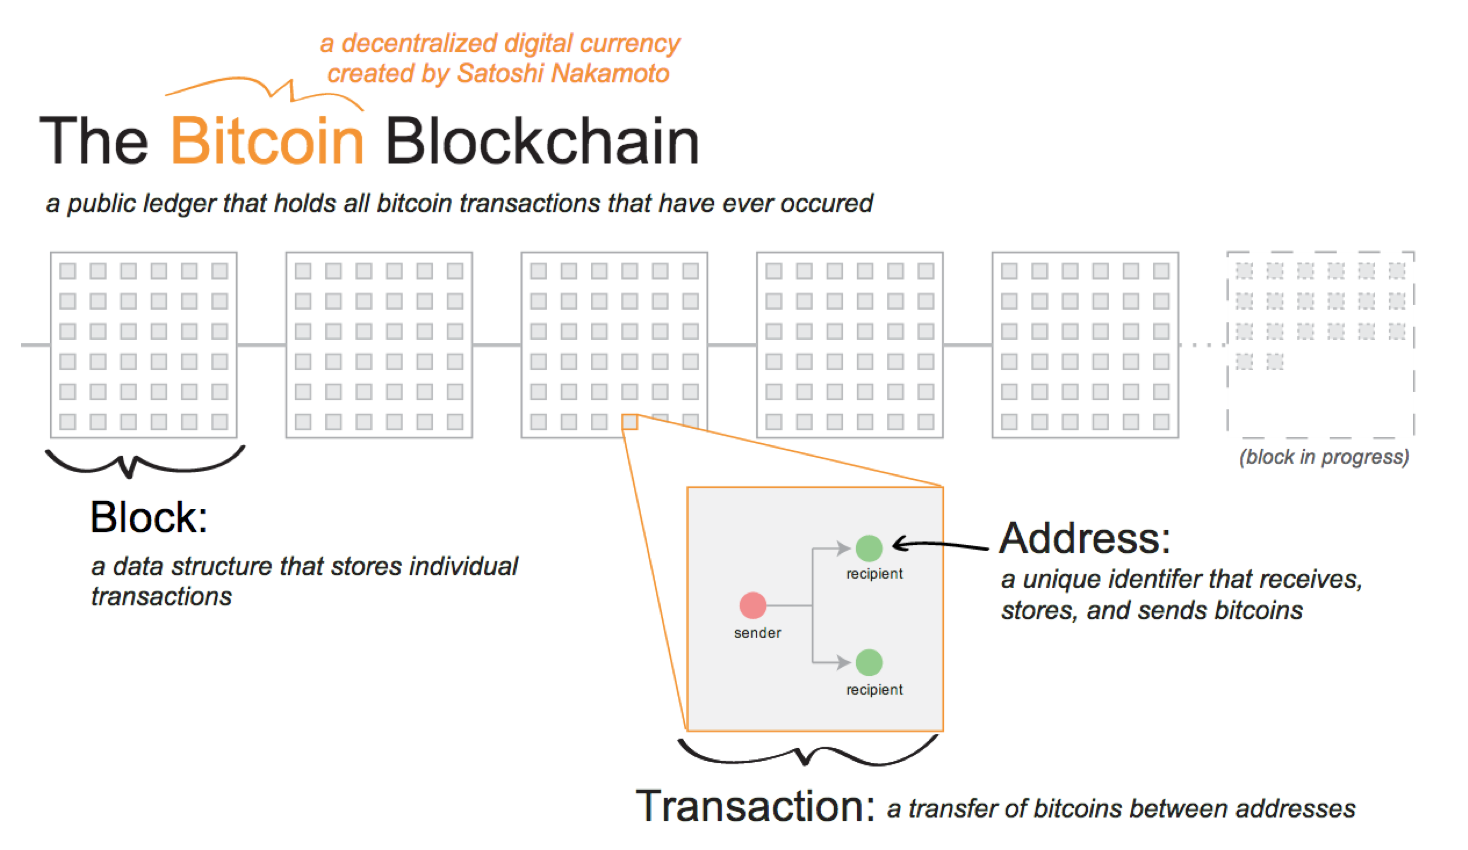 a decentralized digital currency
created by Satoshi Nakamoto
The Bitcoin Blockchain
a public ledger that holds all bitcoin transactions that have ever occured
(block in progress)
Block:
a data structure that stores individual
transactions
Address:
a unique identifer that receives,
stores, and sends bitcoins
recipient
sender
recipient
Transaction: a transfer of bitcoins between addresses